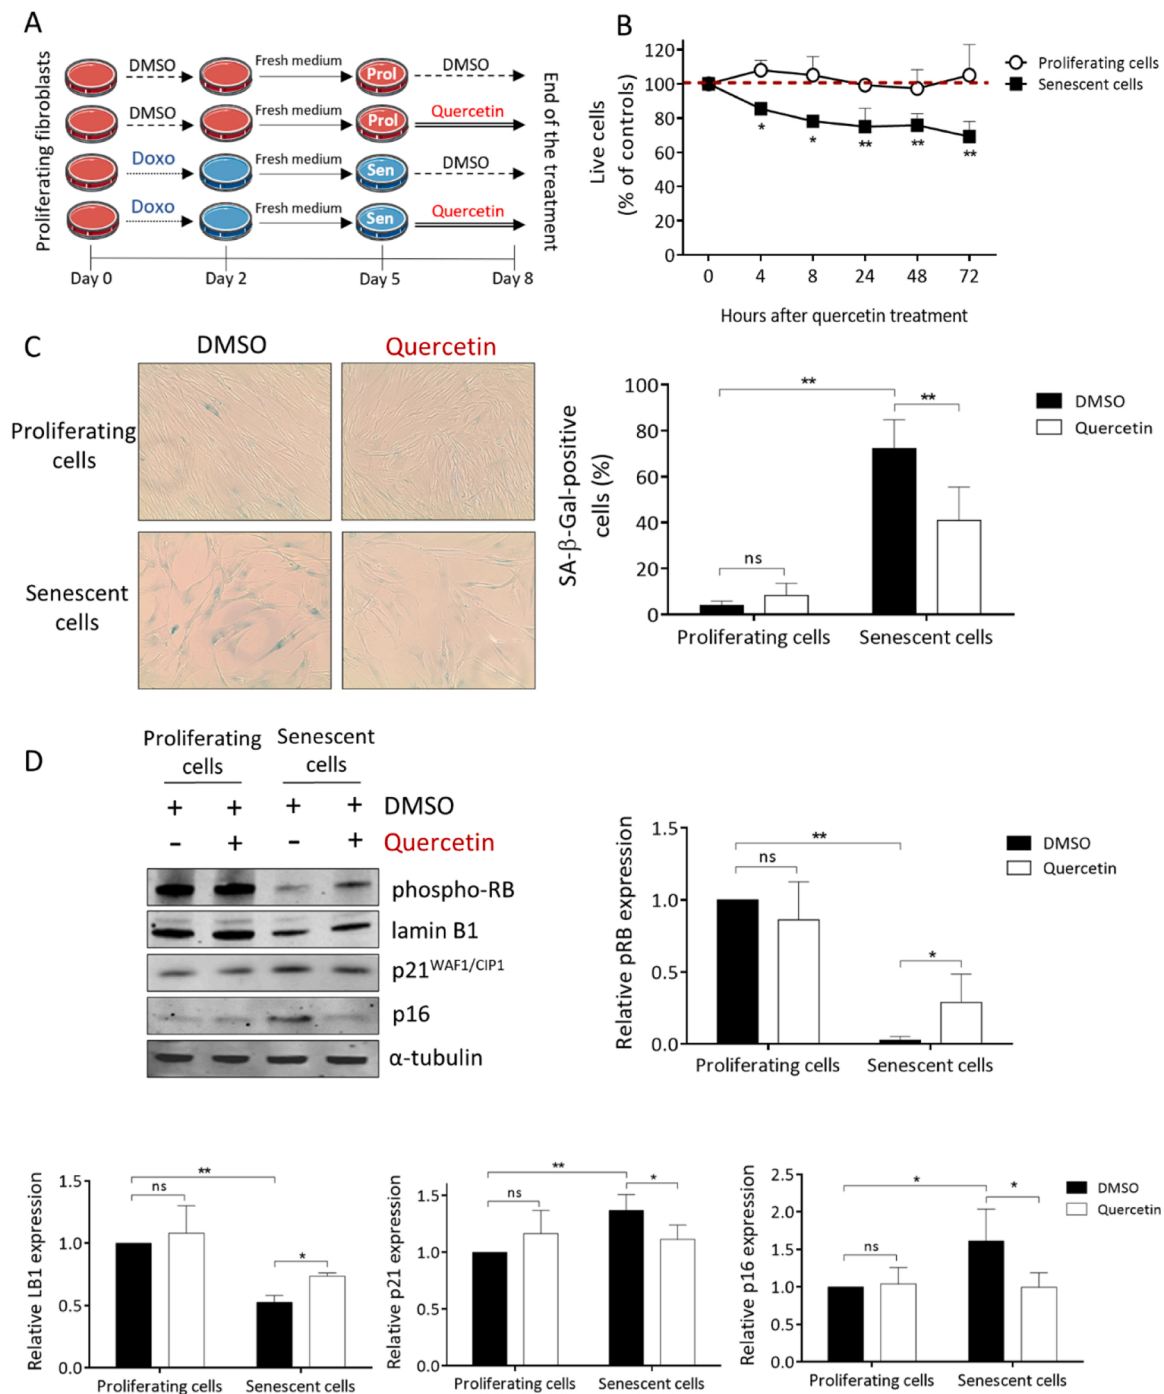 A
Proliferating fibroblasts
DMSO Fresh medium Prol DMSO
DMSO Fresh medium Prol Quercetin
Doxo Fresh medium Sen DMSO
Doxo Fresh medium Sen Quercetin
End of the treatment
Day 0 Day 2 Day 5 Day 8
B
Live cells
(% of controls)
120
100
80
60
40
20
0
* * ** ** **
0 4 8 24 48 72
Hours after quercetin treatment
Proliferating cells
Senescent cells
C
DMSO Quercetin
Proliferating
cells
Senescent
cells
SA-β-Gal-positive
cells (%)
100
80
60
40
20
0
**
**
ns
Proliferating cells Senescent cells
DMSO
Quercetin
D
Proliferating
cells
Senescent
cells
+ + + + DMSO
- + - + Quercetin
phospho-RB
lamin B1
p21WAF1/CIP1
p16
α-tubulin
Relative pRB expression
1.5
1.0
0.5
0.0
**
ns
*
Proliferating cells Senescent cells
DMSO
Quercetin
Relative LB1 expression
1.5
1.0
0.5
0.0
**
ns
*
Proliferating cells Senescent cells
Relative p21 expression
1.5
1.0
0.5
0.0
**
ns
*
Proliferating cells Senescent cells
Relative p16 expression
2.5
2.0
1.5
1.0
0.5
0.0
*
*
ns
Proliferating cells Senescent cells
DMSO
Quercetin